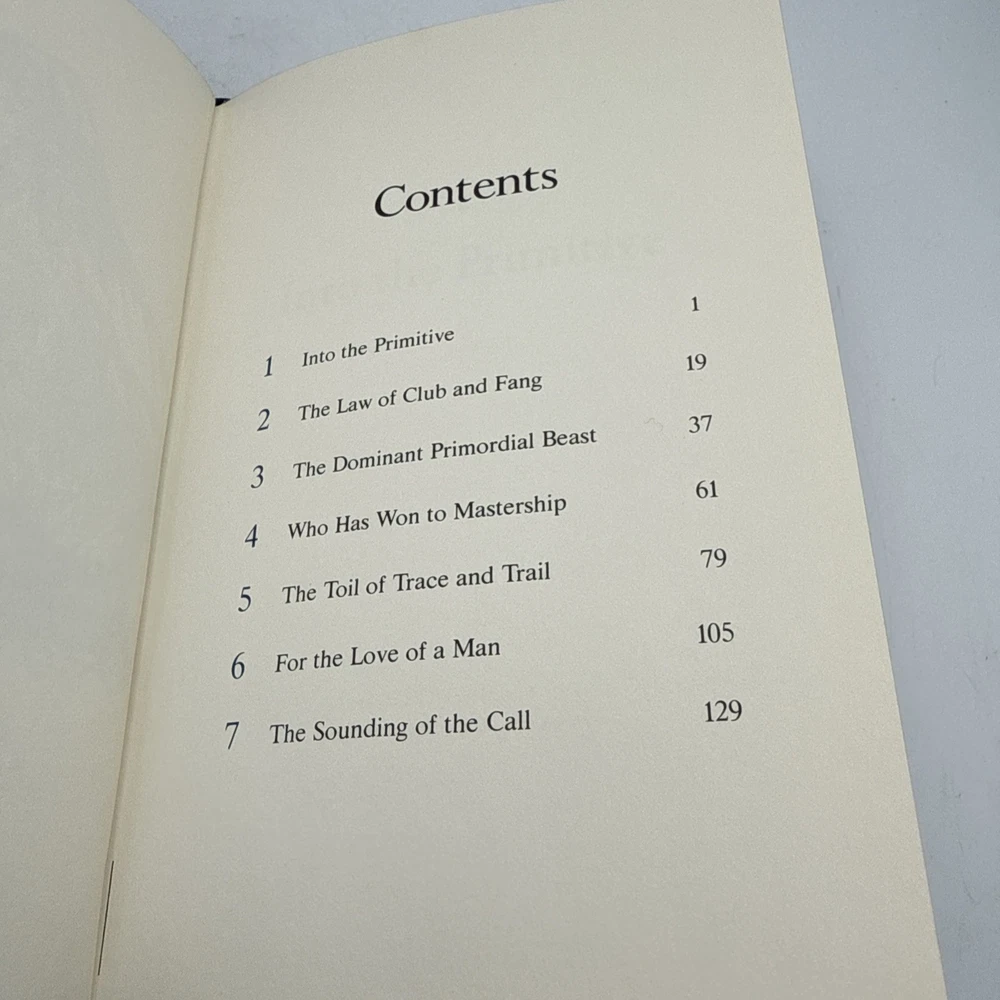 Contents
1 Into the Primitive 1
2 The Law of Club and Fang 19
3 The Dominant Primordial Beast 37
4 Who Has Won to Mastership 61
5 The Toil of Trace and Trail 79
6 For the Love of a Man 105
7 The Sounding of the Call 129